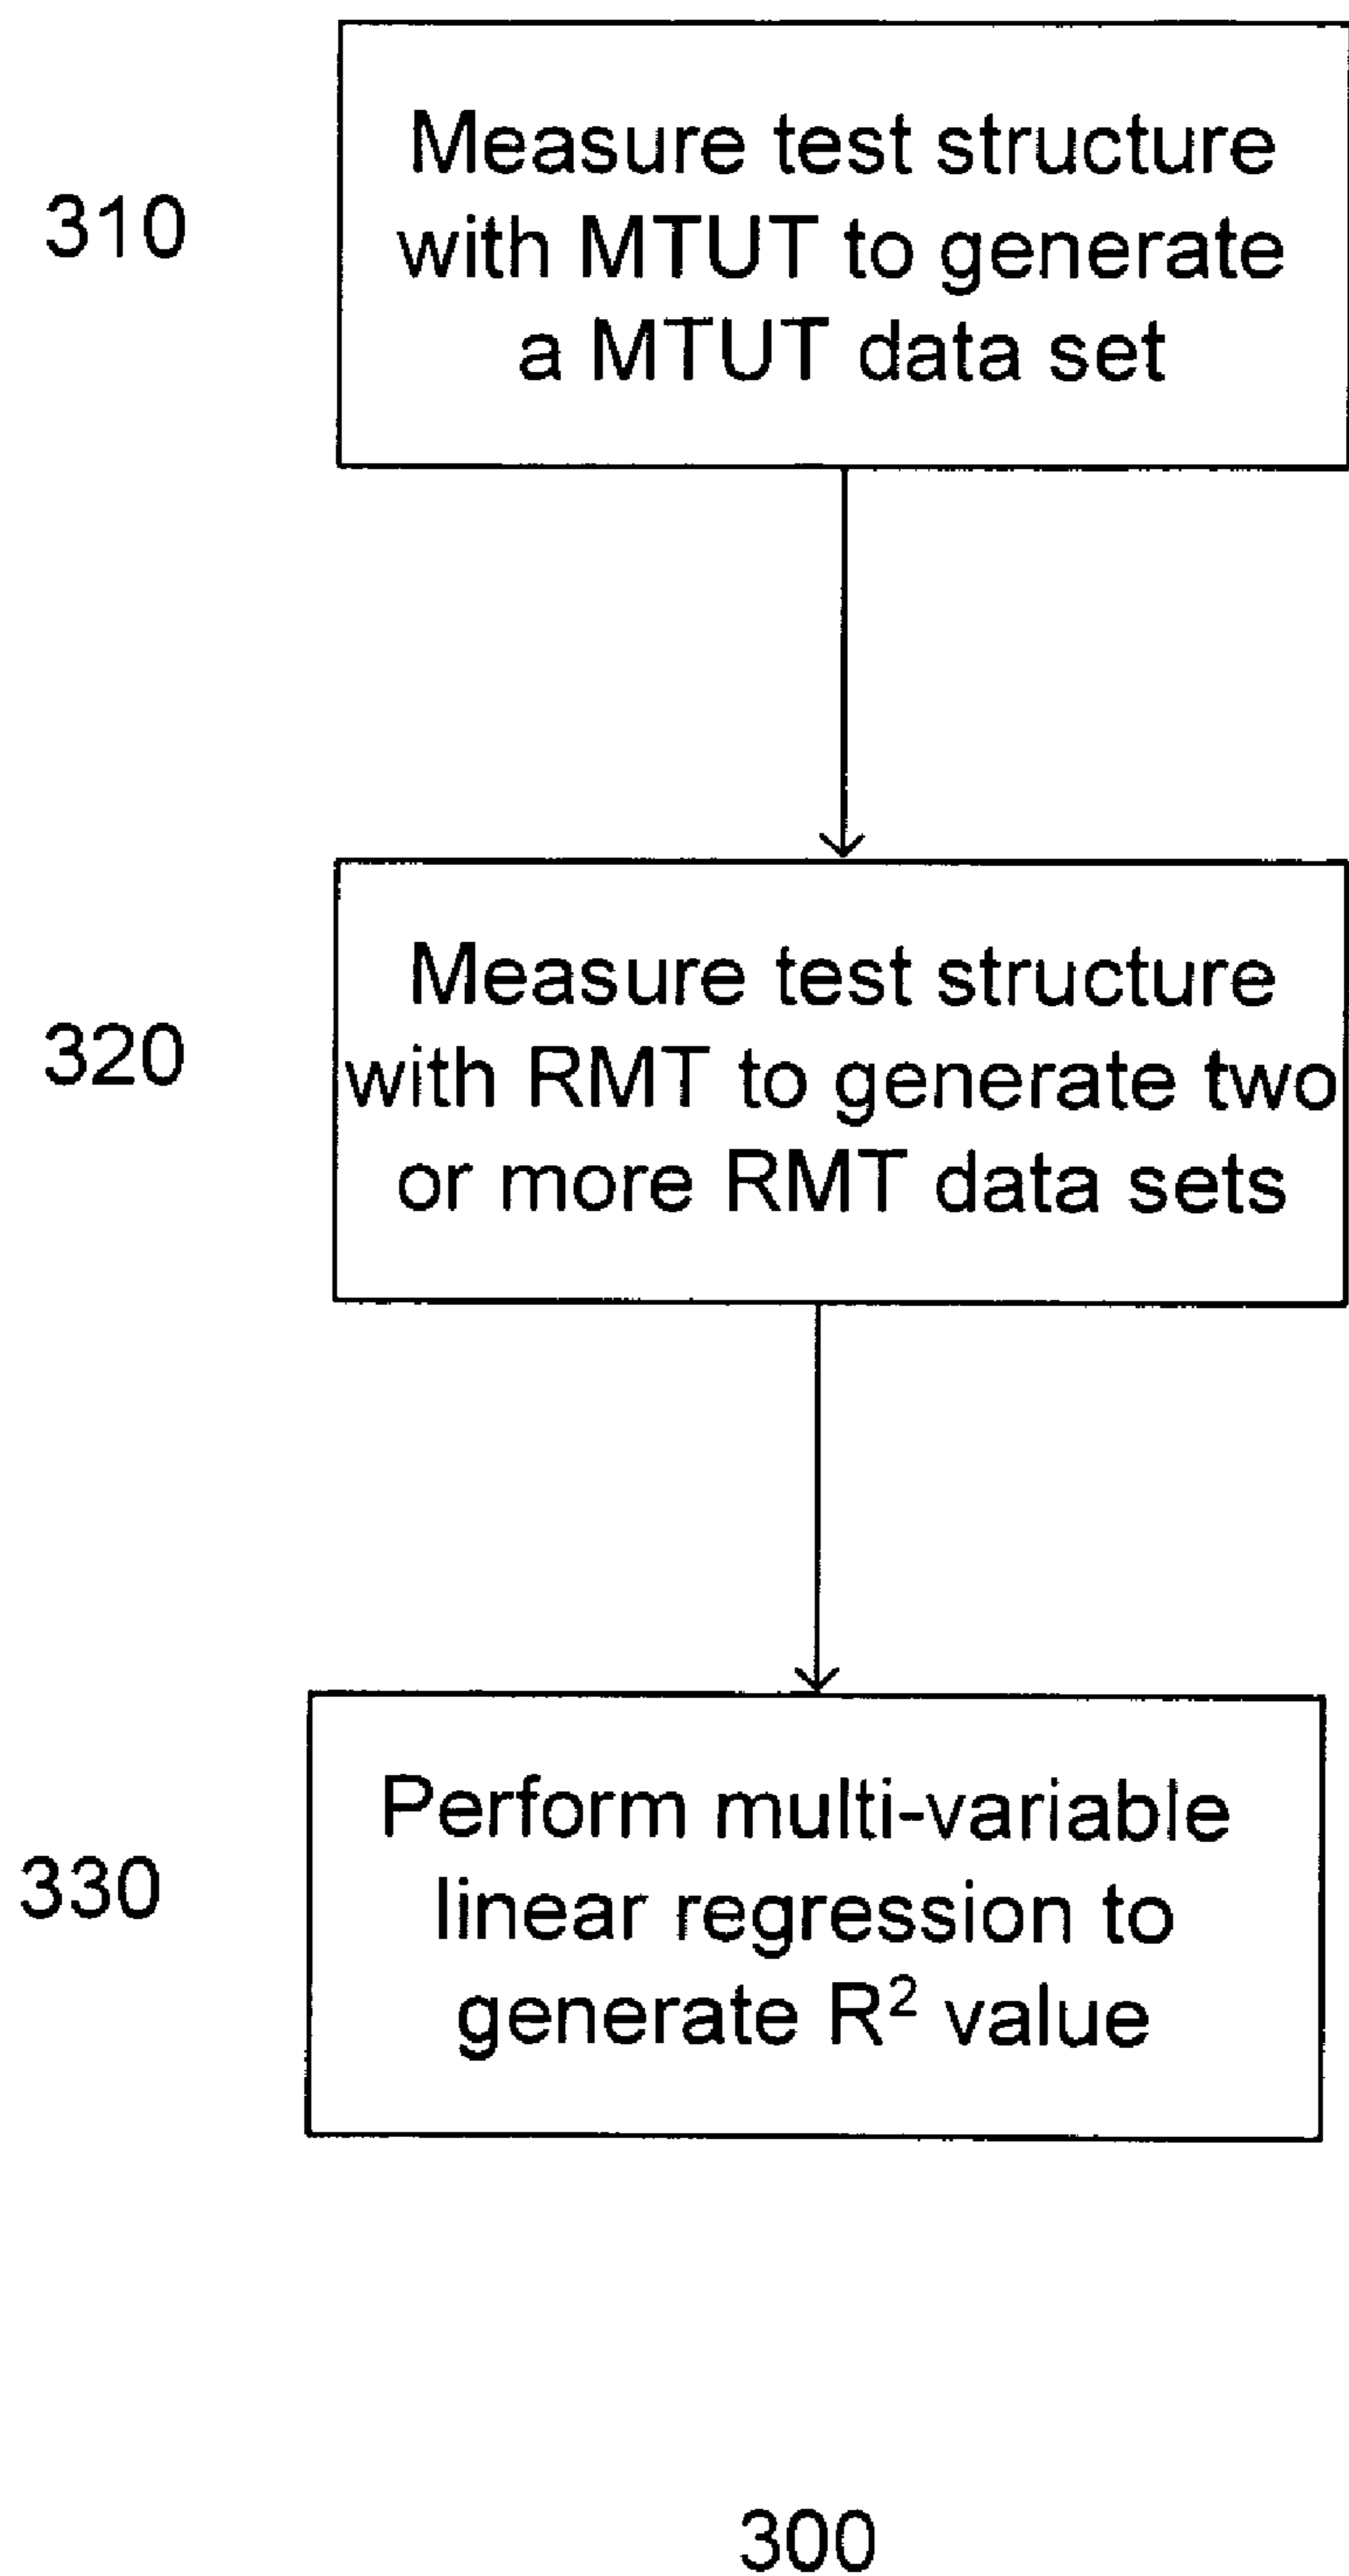 310
Measure test structure
with MTUT to generate
a MTUT data set
320
Measure test structure
with RMT to generate two
or more RMT data sets
330
Perform multi-variable
linear regression to
generate R² value
300